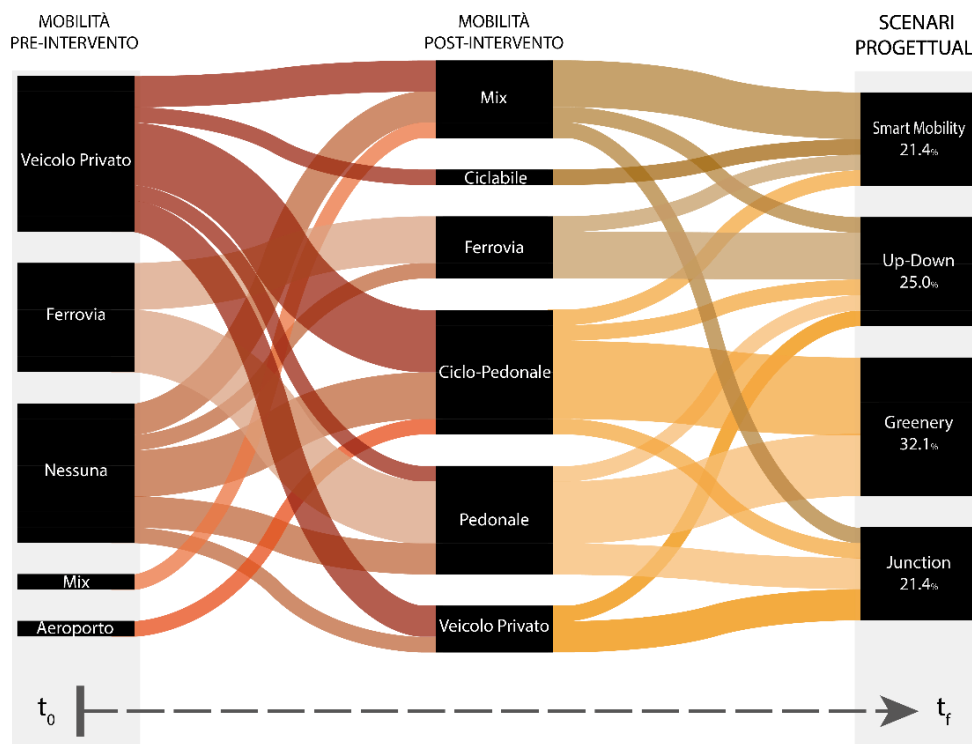 MOBILITÀ
PRE-INTERVENTO
MOBILITÀ
POST-INTERVENTO
SCENARI
PROGETTUAL
Veicolo Privato
Ferrovia
Nessuna
Mix
Aeroporto
Mix
Ciclabile
Ferrovia
Ciclo-Pedonale
Pedonale
Veicolo Privato
Smart Mobility
21.4%
Up-Down
25.0%
Greenery
32.1%
Junction
21.4%
t0
tf